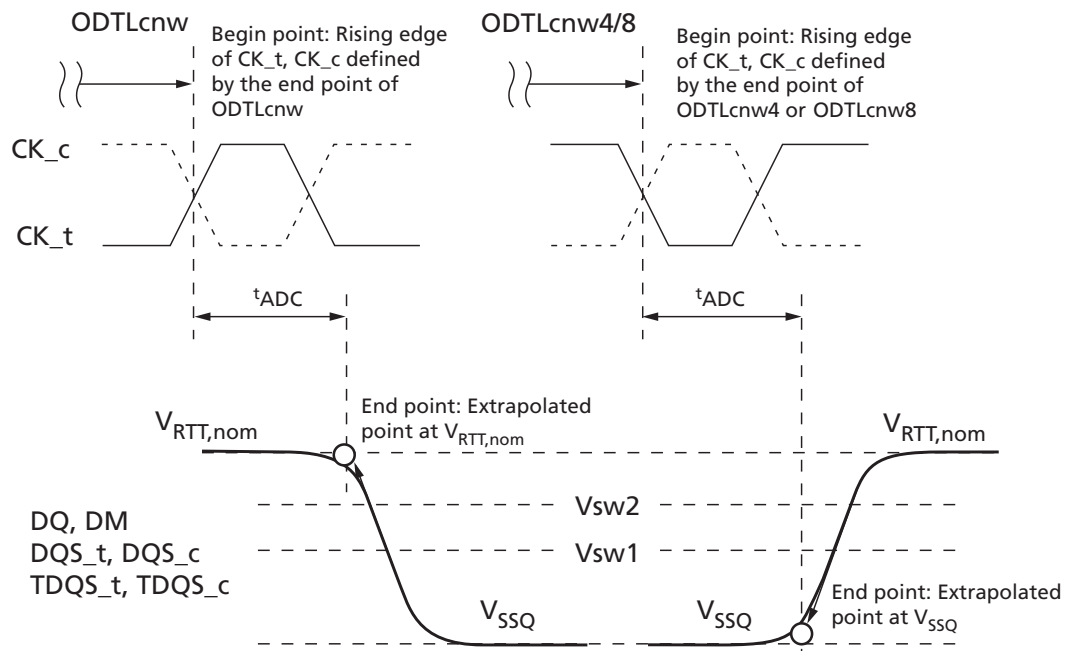 ODTLcnw
Begin point: Rising edge
of CK_t, CK_c defined
by the end point of
ODTLcnw
ODTLcnw4/8
Begin point: Rising edge
of CK_t, CK_c defined
by the end point of
ODTLcnw4 or ODTLcnw8
CK_c
CK_t
tADC
tADC
VRTT,nom
End point: Extrapolated
point at VRTT,nom
VRTT,nom
Vsw2
DQ, DM
DQS_t, DQS_c
TDQS_t, TDQS_c
Vsw1
VSSQ
VSSQ
End point: Extrapolated
point at VSSQ